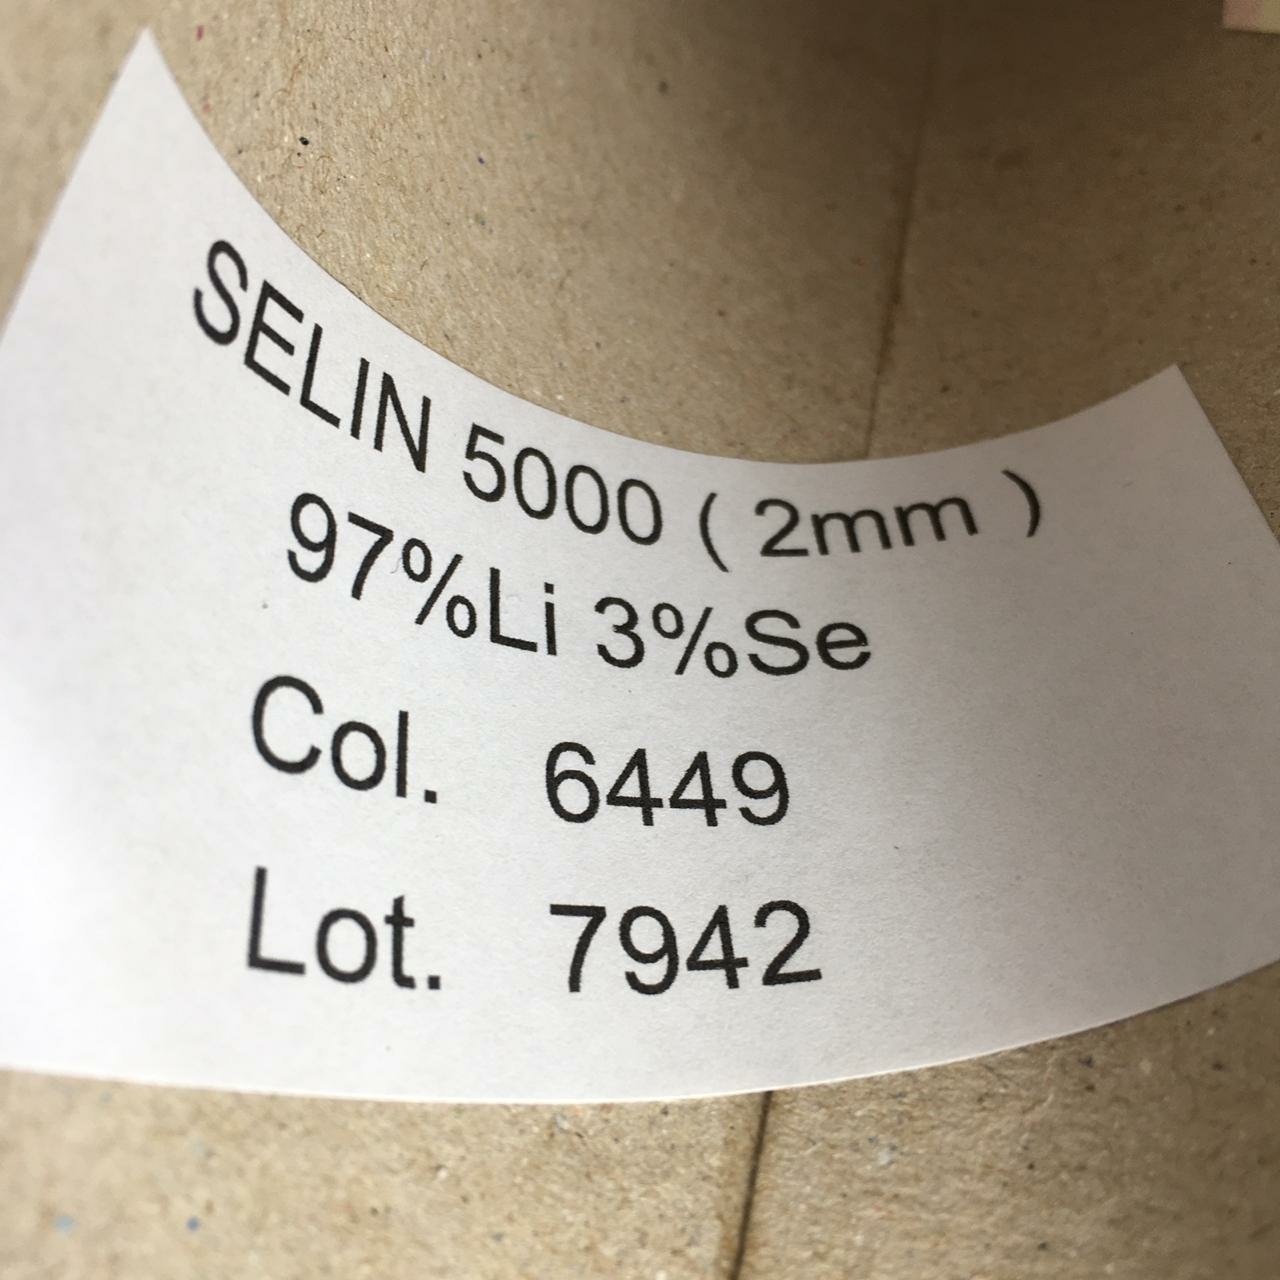 SELIN 5000 ( 2mm )
97%Li 3%Se
Col. 6449
Lot. 7942